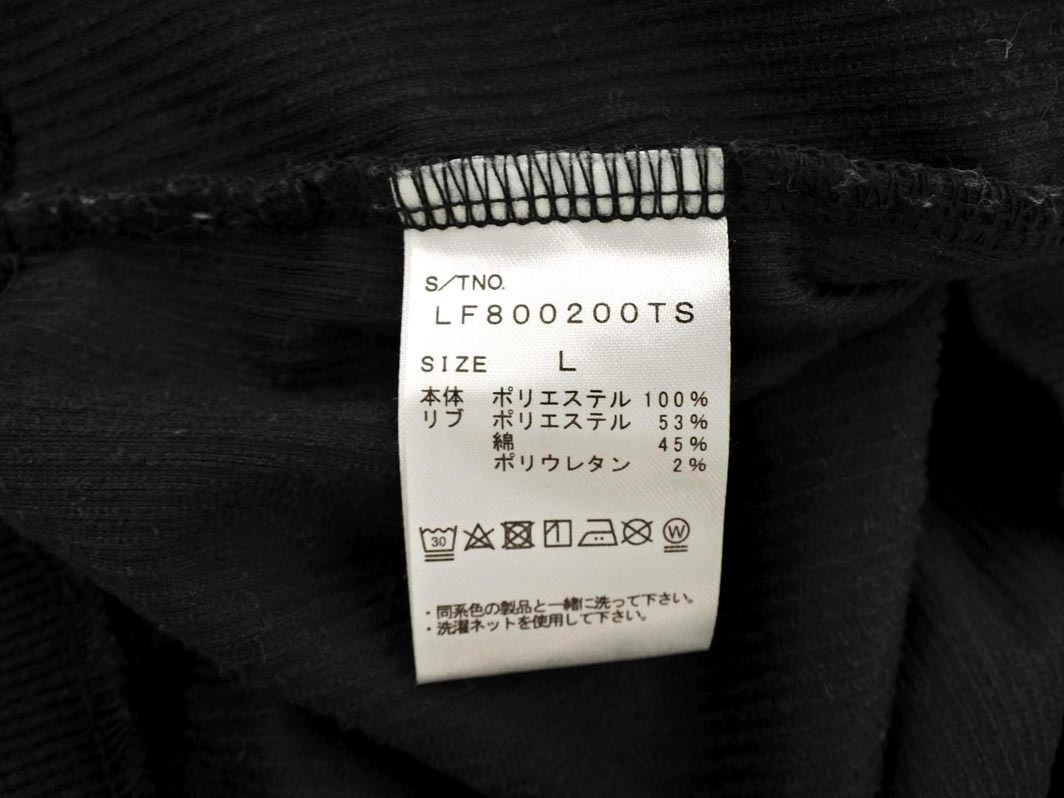 S/TNO.
LF800200TS
SIZE L
本体 ポリエステル 100%
リブ ポリエステル 53%
綿 45%
ポリウレタン 2%
30 W
・同系色の製品と一緒に洗って下さい。
・洗濯ネットを使用して下さい。